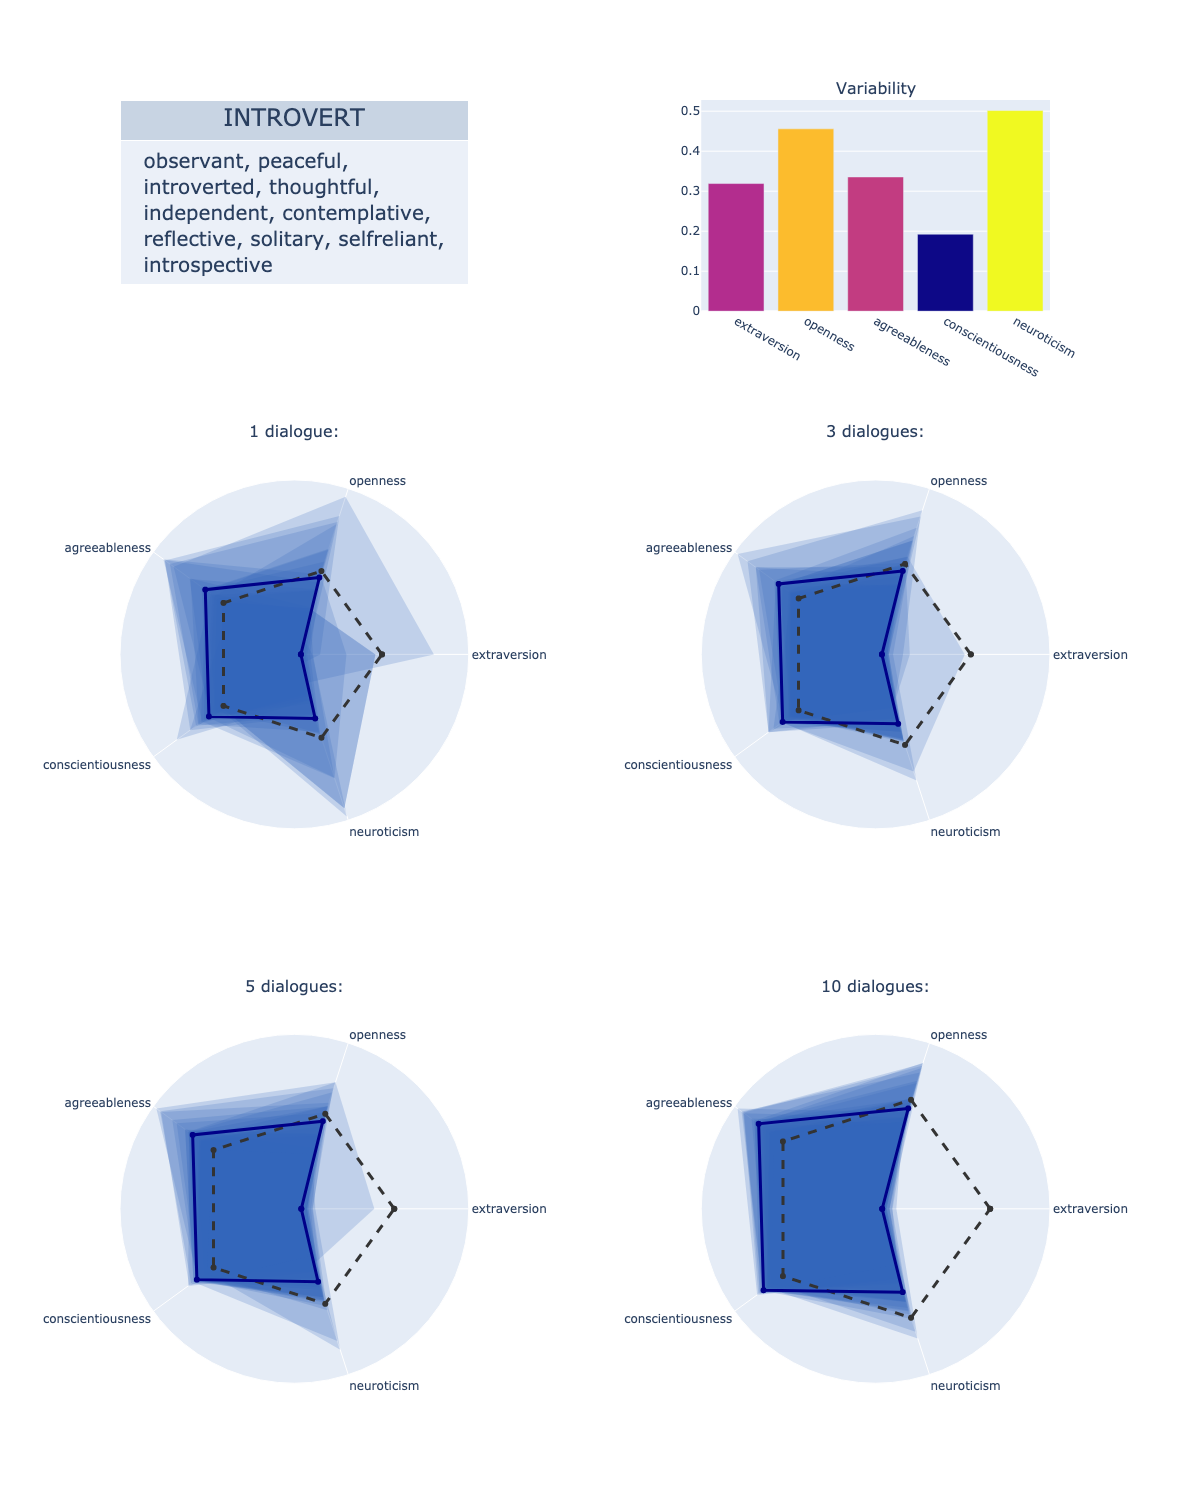 INTROVERT
observant, peaceful,
introverted, thoughtful,
independent, contemplative,
reflective, solitary, selfreliant,
introspective
Variability
0.5
0.4
0.3
0.2
0.1
0
extraversion
openness
agreeableness
conscientiousness
neuroticism
1 dialogue:
openness
agreeableness
extraversion
conscientiousness
neuroticism
3 dialogues:
openness
agreeableness
extraversion
conscientiousness
neuroticism
5 dialogues:
openness
agreeableness
extraversion
conscientiousness
neuroticism
10 dialogues:
openness
agreeableness
extraversion
conscientiousness
neuroticism